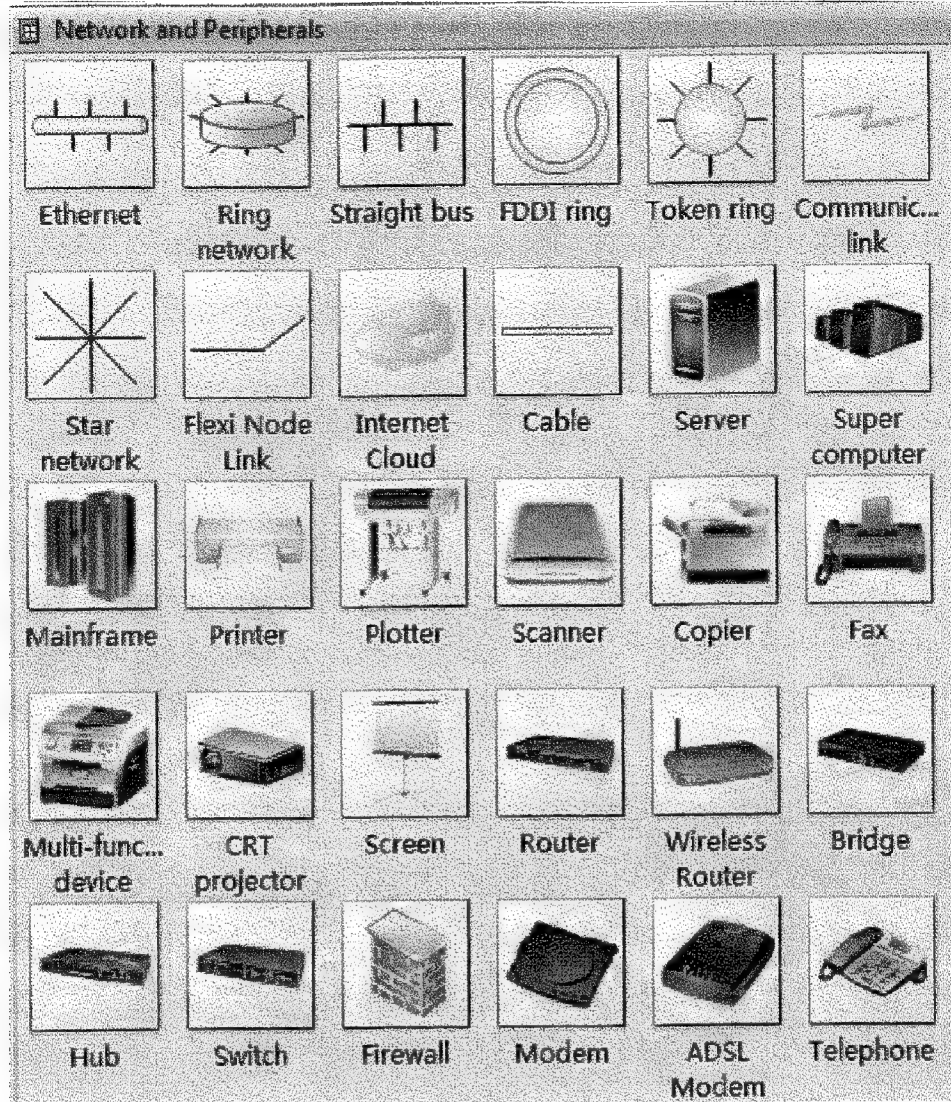 Network and Peripherals
Ethernet
Ring
network
Straight bus
FDDI ring
Token ring
Communic...
link
Star
network
Flexi Node
Link
Internet
Cloud
Cable
Server
Super
computer
Mainframe
Printer
Plotter
Scanner
Copier
Fax
Multi-func...
device
CRT
projector
Screen
Router
Wireless
Router
Bridge
Hub
Switch
Firewall
Modem
ADSL
Modem
Telephone